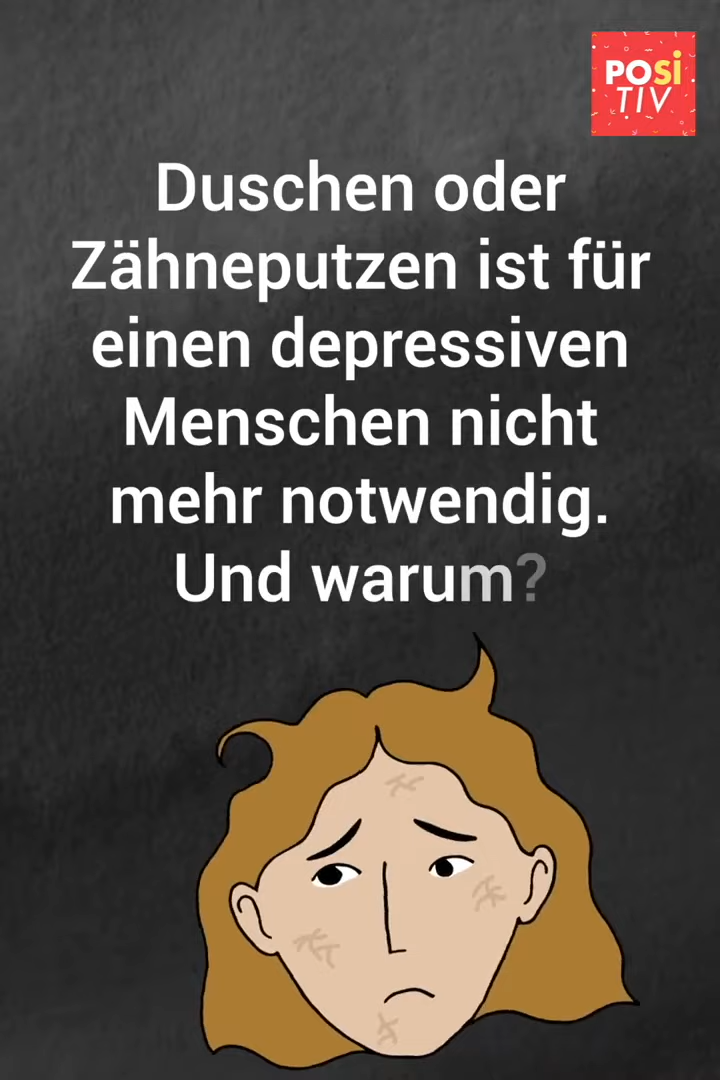 POSi
TIV
Duschen oder
Zähneputzen ist für
einen depressiven
Menschen nicht
mehr notwendig.
Und warum?